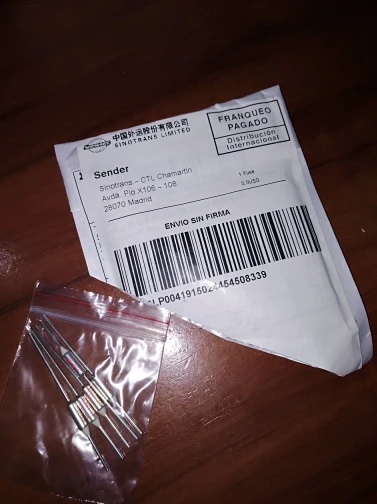 中国外运股份有限公司
SINOTRANS LIMITED
FRANQUEO
PAGADO
Distribución
Internacional
Sender
Sinotrans - CTL Chamartin
Avda. Pio X106 - 108
28070 Madrid
1 Fuse
ENVIO SIN FIRMA